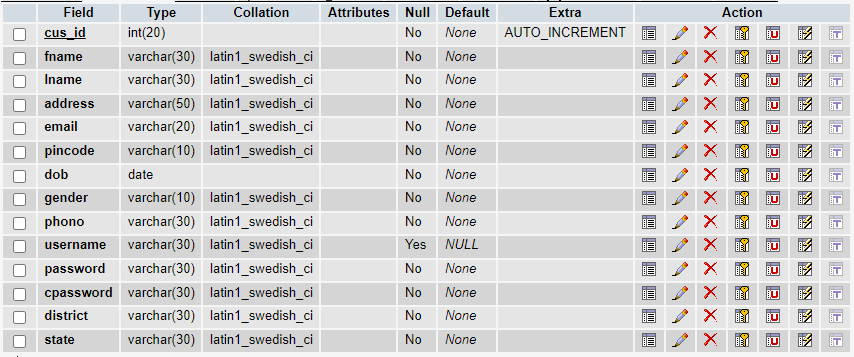 Field Type Collation Attributes Null Default Extra Action
cus_id int(20) No None AUTO_INCREMENT
fname varchar(30) latin1_swedish_ci No None
lname varchar(30) latin1_swedish_ci No None
address varchar(50) latin1_swedish_ci No None
email varchar(20) latin1_swedish_ci No None
pincode varchar(10) latin1_swedish_ci No None
dob date No None
gender varchar(10) latin1_swedish_ci No None
phono varchar(30) latin1_swedish_ci No None
username varchar(30) latin1_swedish_ci Yes NULL
password varchar(30) latin1_swedish_ci No None
cpassword varchar(30) latin1_swedish_ci No None
district varchar(30) latin1_swedish_ci No None
state varchar(30) latin1_swedish_ci No None